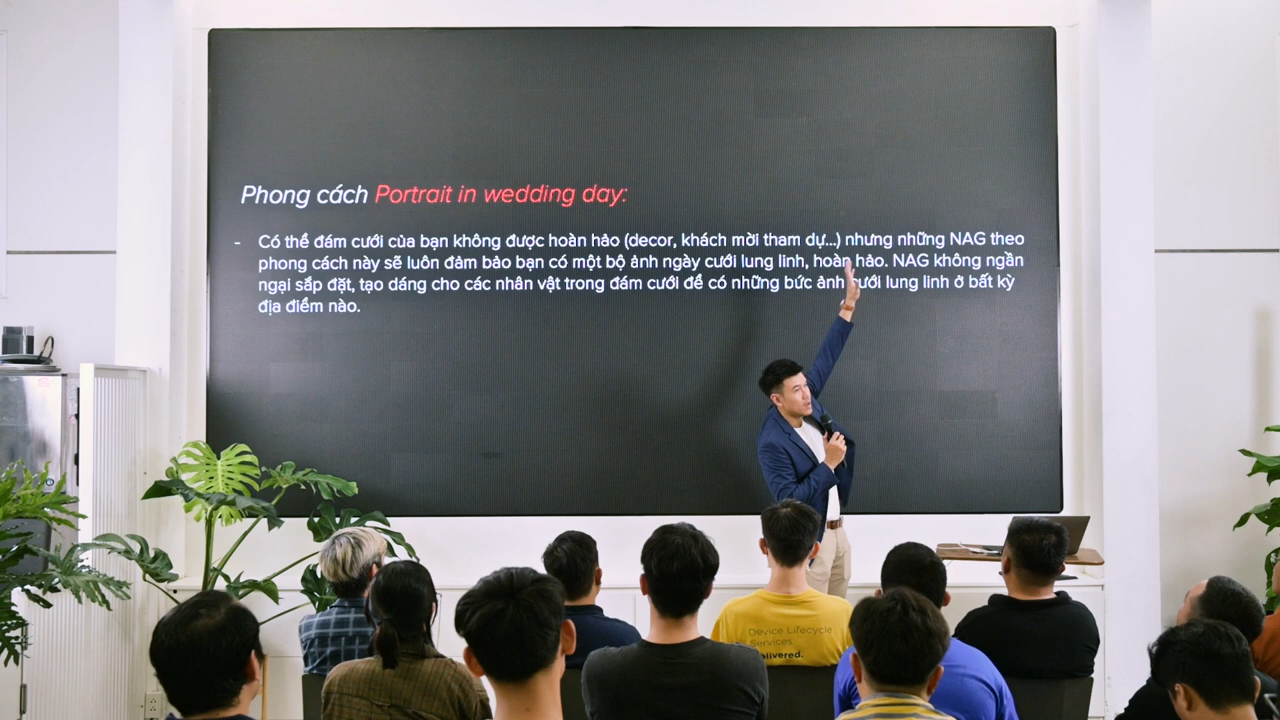 Phong cách Portrait in wedding day:
- Có thể đám cưới của bạn không được hoàn hảo (decor, khách mời tham dự...) nhưng những NAG theo
phong cách này sẽ luôn đảm bảo bạn có một bộ ảnh ngày cưới lung linh, hoàn hảo. NAG không ngần
ngại sắp đặt, tạo dáng cho các nhân vật trong đám cưới để có những bức ảnh cưới lung linh ở bất kỳ
địa điểm nào.
Device Lifecycle
Services.